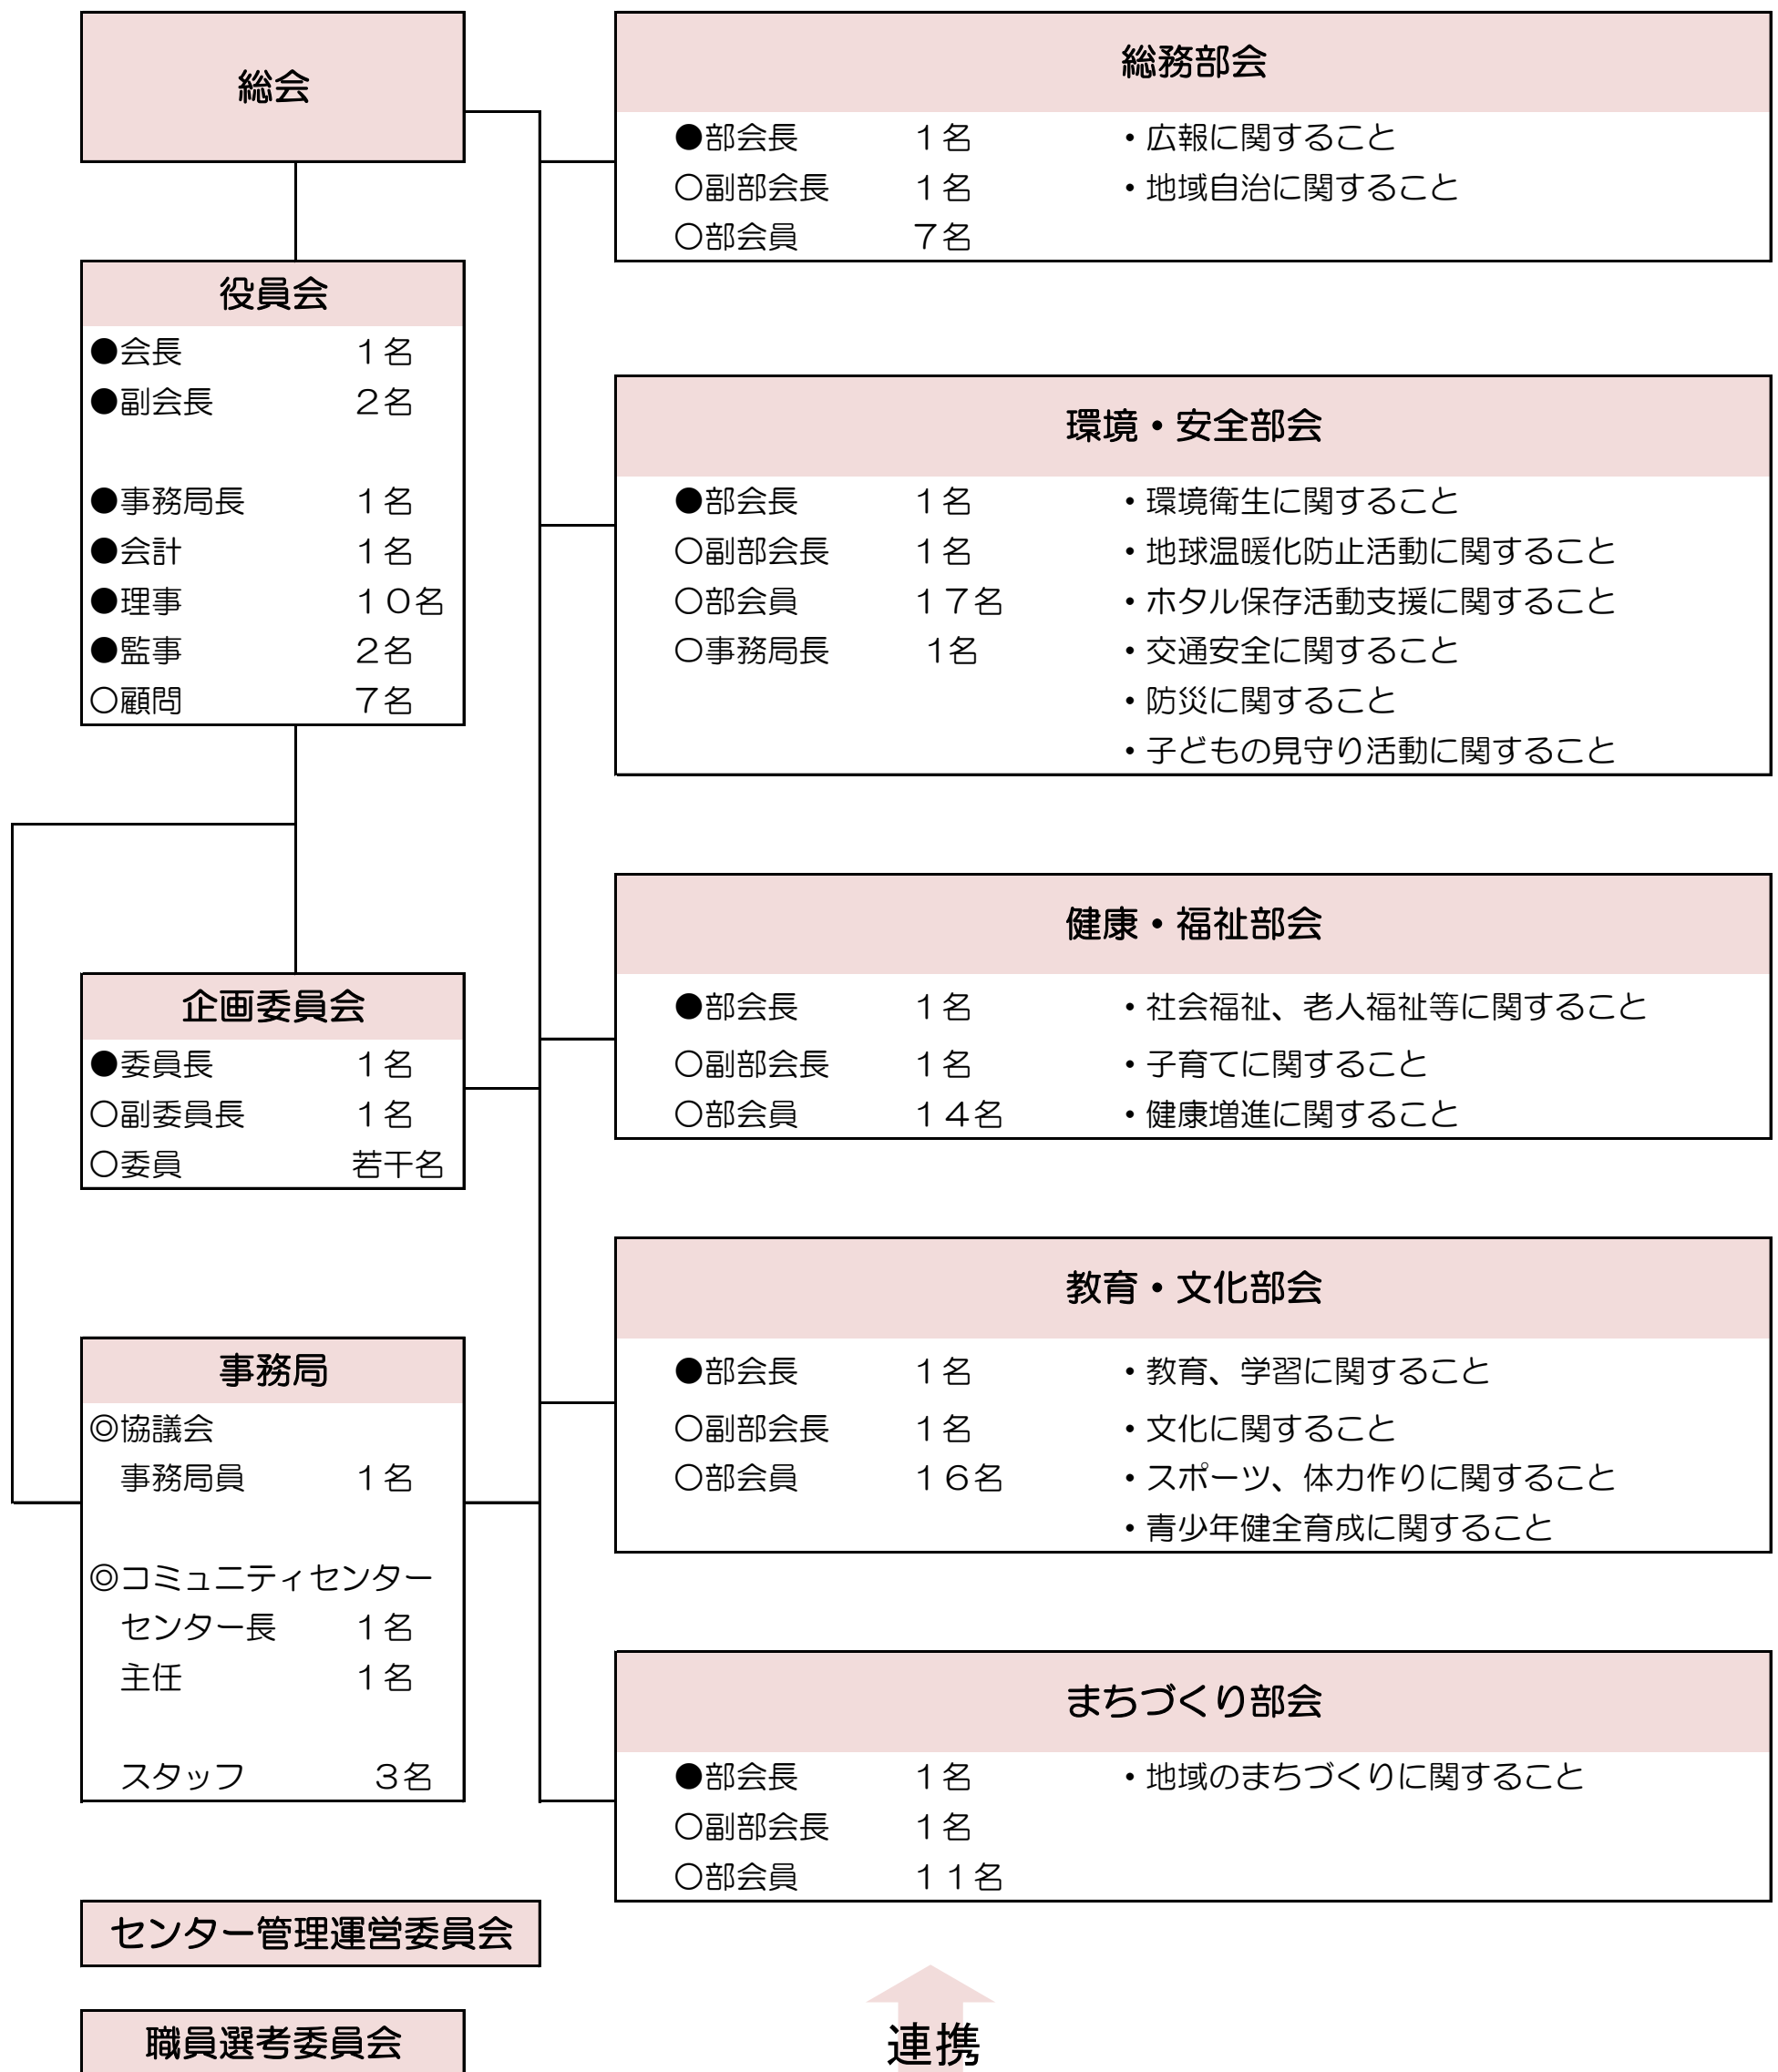 総会
役員会
●会長 １名
●副会長 ２名
●事務局長 １名
●会計 １名
●理事 １０名
●監事 ２名
○顧問 ７名
企画委員会
●委員長 １名
○副委員長 １名
○委員 若干名
事務局
◎協議会
事務局員 １名
◎コミュニティセンター
センター長 １名
主任 １名
スタッフ ３名
センター管理運営委員会
職員選考委員会
総務部会
●部会長 １名 ・広報に関すること
○副部会長 １名 ・地域自治に関すること
○部会員 ７名
環境・安全部会
●部会長 １名 ・環境衛生に関すること
○副部会長 １名 ・地球温暖化防止活動に関すること
○部会員 １７名 ・ホタル保存活動支援に関すること
○事務局長 １名 ・交通安全に関すること
・防災に関すること
・子どもの見守り活動に関すること
健康・福祉部会
●部会長 １名 ・社会福祉、老人福祉等に関すること
○副部会長 １名 ・子育てに関すること
○部会員 １４名 ・健康増進に関すること
教育・文化部会
●部会長 １名 ・教育、学習に関すること
○副部会長 １名 ・文化に関すること
○部会員 １６名 ・スポーツ、体力作りに関すること
・青少年健全育成に関すること
まちづくり部会
●部会長 １名 ・地域のまちづくりに関すること
○副部会長 １名
○部会員 １１名
連携